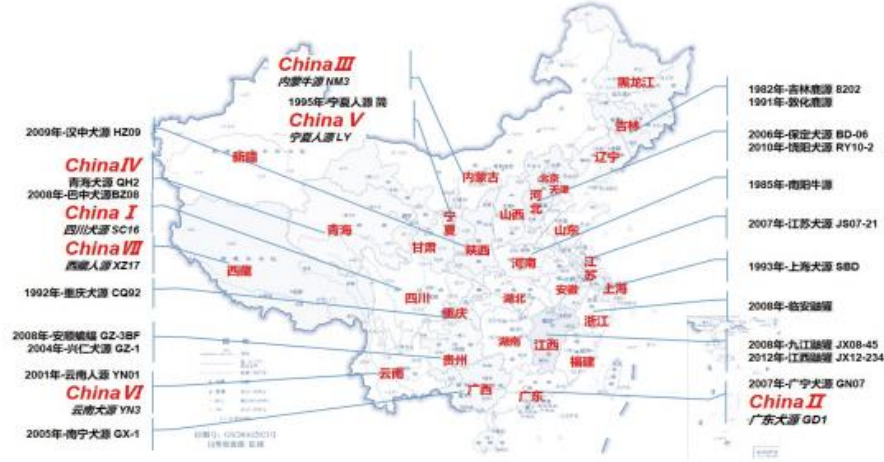 China Ⅲ
内蒙牛源 NM3
1995年-宁夏人源 简
China Ⅴ
宁夏人源 LY
2009年-汉中犬源 HZ09
China Ⅳ
青海犬源 QH2
2008年-巴中犬源BZ08
China Ⅰ
四川犬源 SC16
China Ⅶ
西藏人源 XZ17
1992年-重庆犬源 CQ92
2008年-安顺蝙蝠 GZ-3BF
2004年-兴仁犬源 GZ-1
2001年-云南人源 YN01
China Ⅵ
云南犬源 YN3
2005年-南宁犬源 GX-1
黑龙江
吉林
辽宁
新疆
内蒙古
北京
天津
河北
山西
宁夏
青海
甘肃
陕西
山东
河南
江苏
西藏
四川
重庆
湖北
安徽
上海
浙江
湖南
江西
贵州
福建
云南
广西
广东
1982年-吉林鹿源 8202
1991年-敦化鹿源
2006年-保定犬源 BD-06
2010年-饶阳犬源 RY10-2
1985年-南阳牛源
2007年-江苏犬源 JS07-21
1993年-上海犬源 SBD
2008年-临安鼬獾
2008年-九江鼬獾 JX08-45
2012年-江西鼬獾 JX12-234
2007年-广宁犬源 GN07
China Ⅱ
广东犬源 GD1